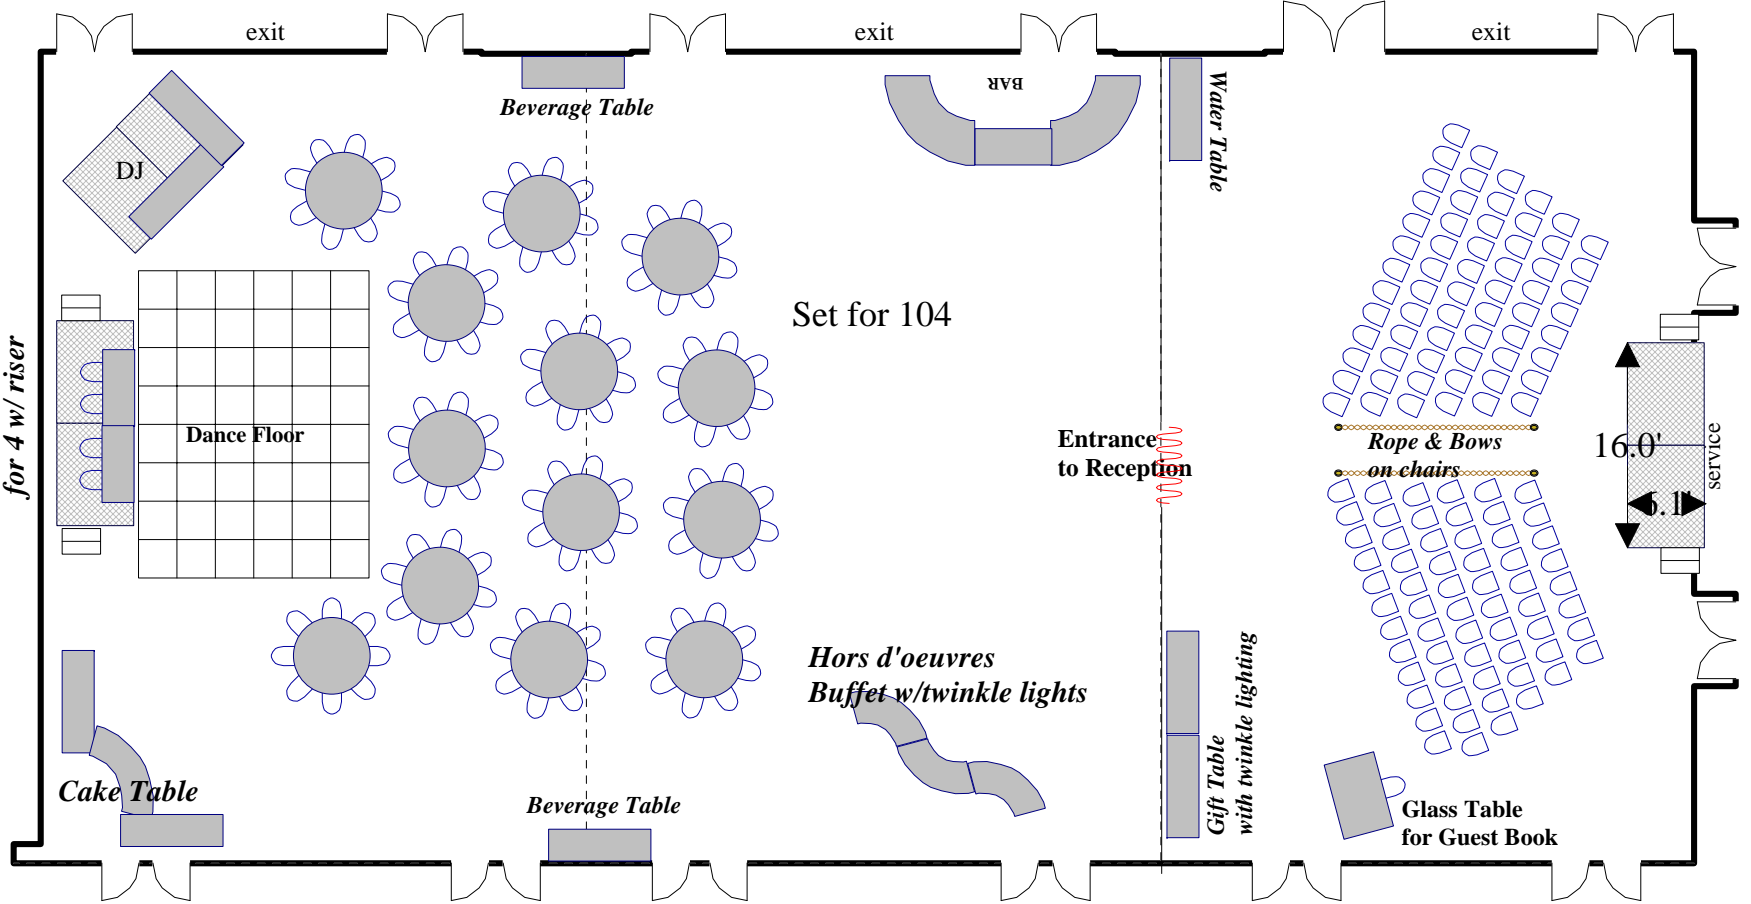 exit
exit
exit
Beverage Table
BAR
Water Table
DJ
Set for 104
for 4 w/ riser
Dance Floor
Entrance
to Reception
Rope & Bows
on chairs
16.0'
service
Hors d'oeuvres
Buffet w/twinkle lights
Gift Table
with twinkle lighting
Cake Table
Beverage Table
Glass Table
for Guest Book